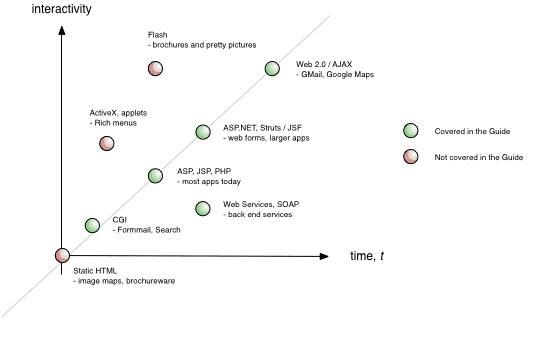 interactivity
Flash
- brochures and pretty pictures
Web 2.0 / AJAX
- GMail, Google Maps
ActiveX, applets
- Rich menus
ASP.NET, Struts / JSF
- web forms, larger apps
Covered in the Guide
Not covered in the Guide
ASP, JSP, PHP
- most apps today
Web Services, SOAP
- back end services
CGI
- Formmail, Search
time, t
Static HTML
- image maps, brochureware